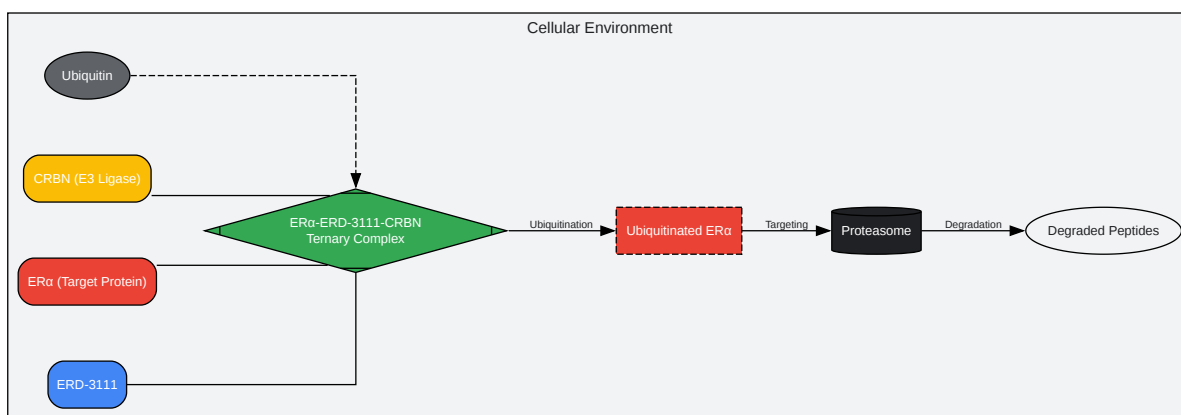 Cellular Environment
Ubiquitin
CRBN (E3 Ligase)
ERα-ERD-3111-CRBN
Ternary Complex
Ubiquitination
Ubiquitinated ERα
Targeting
Proteasome
Degradation
Degraded Peptides
ERα (Target Protein)
ERD-3111